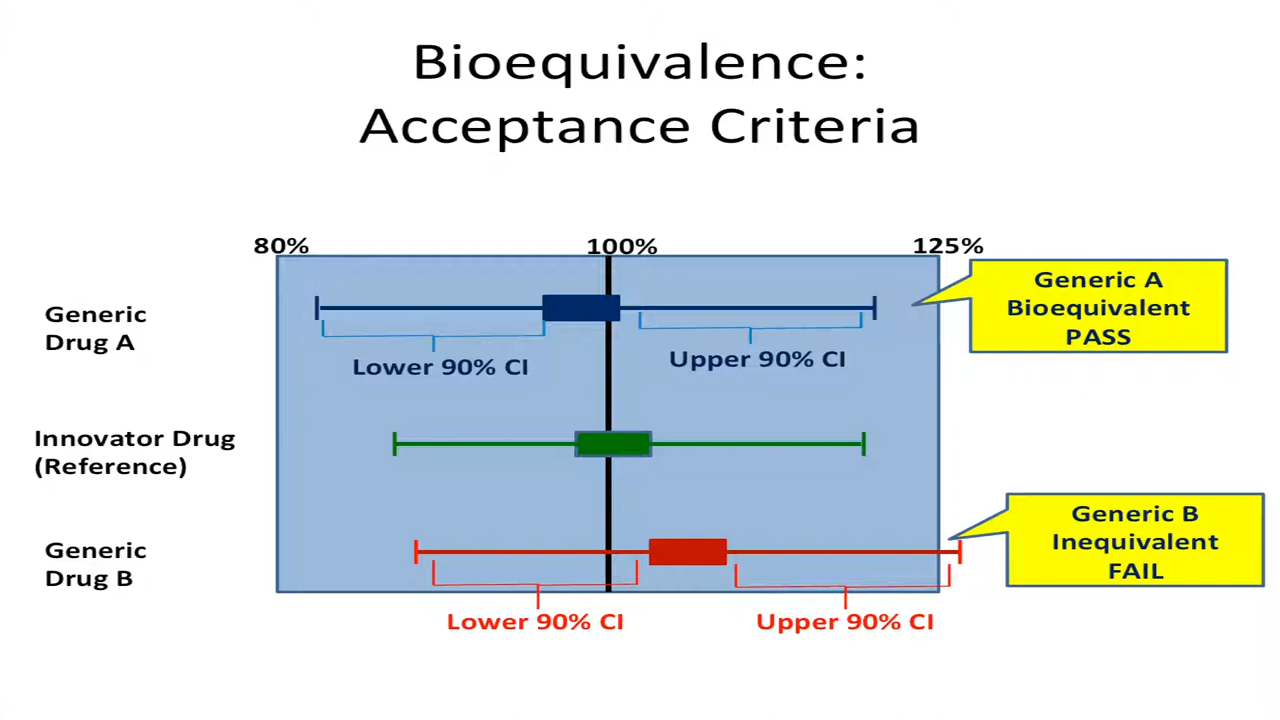 Bioequivalence:
Acceptance Criteria
80%
100%
125%
Generic
Drug A
Lower 90% CI
Upper 90% CI
Generic A
Bioequivalent
PASS
Innovator Drug
(Reference)
Generic
Drug B
Lower 90% CI
Upper 90% CI
Generic B
Inequivalent
FAIL